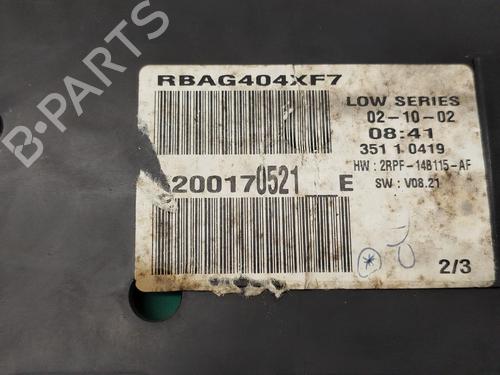 RBAG404XF7
LOW SERIES
02-10-02
08:41
351 1 0419
HW : 2RPF-14B115-AF
SW : V08.21
200170521 E
2/3
B-PARTS